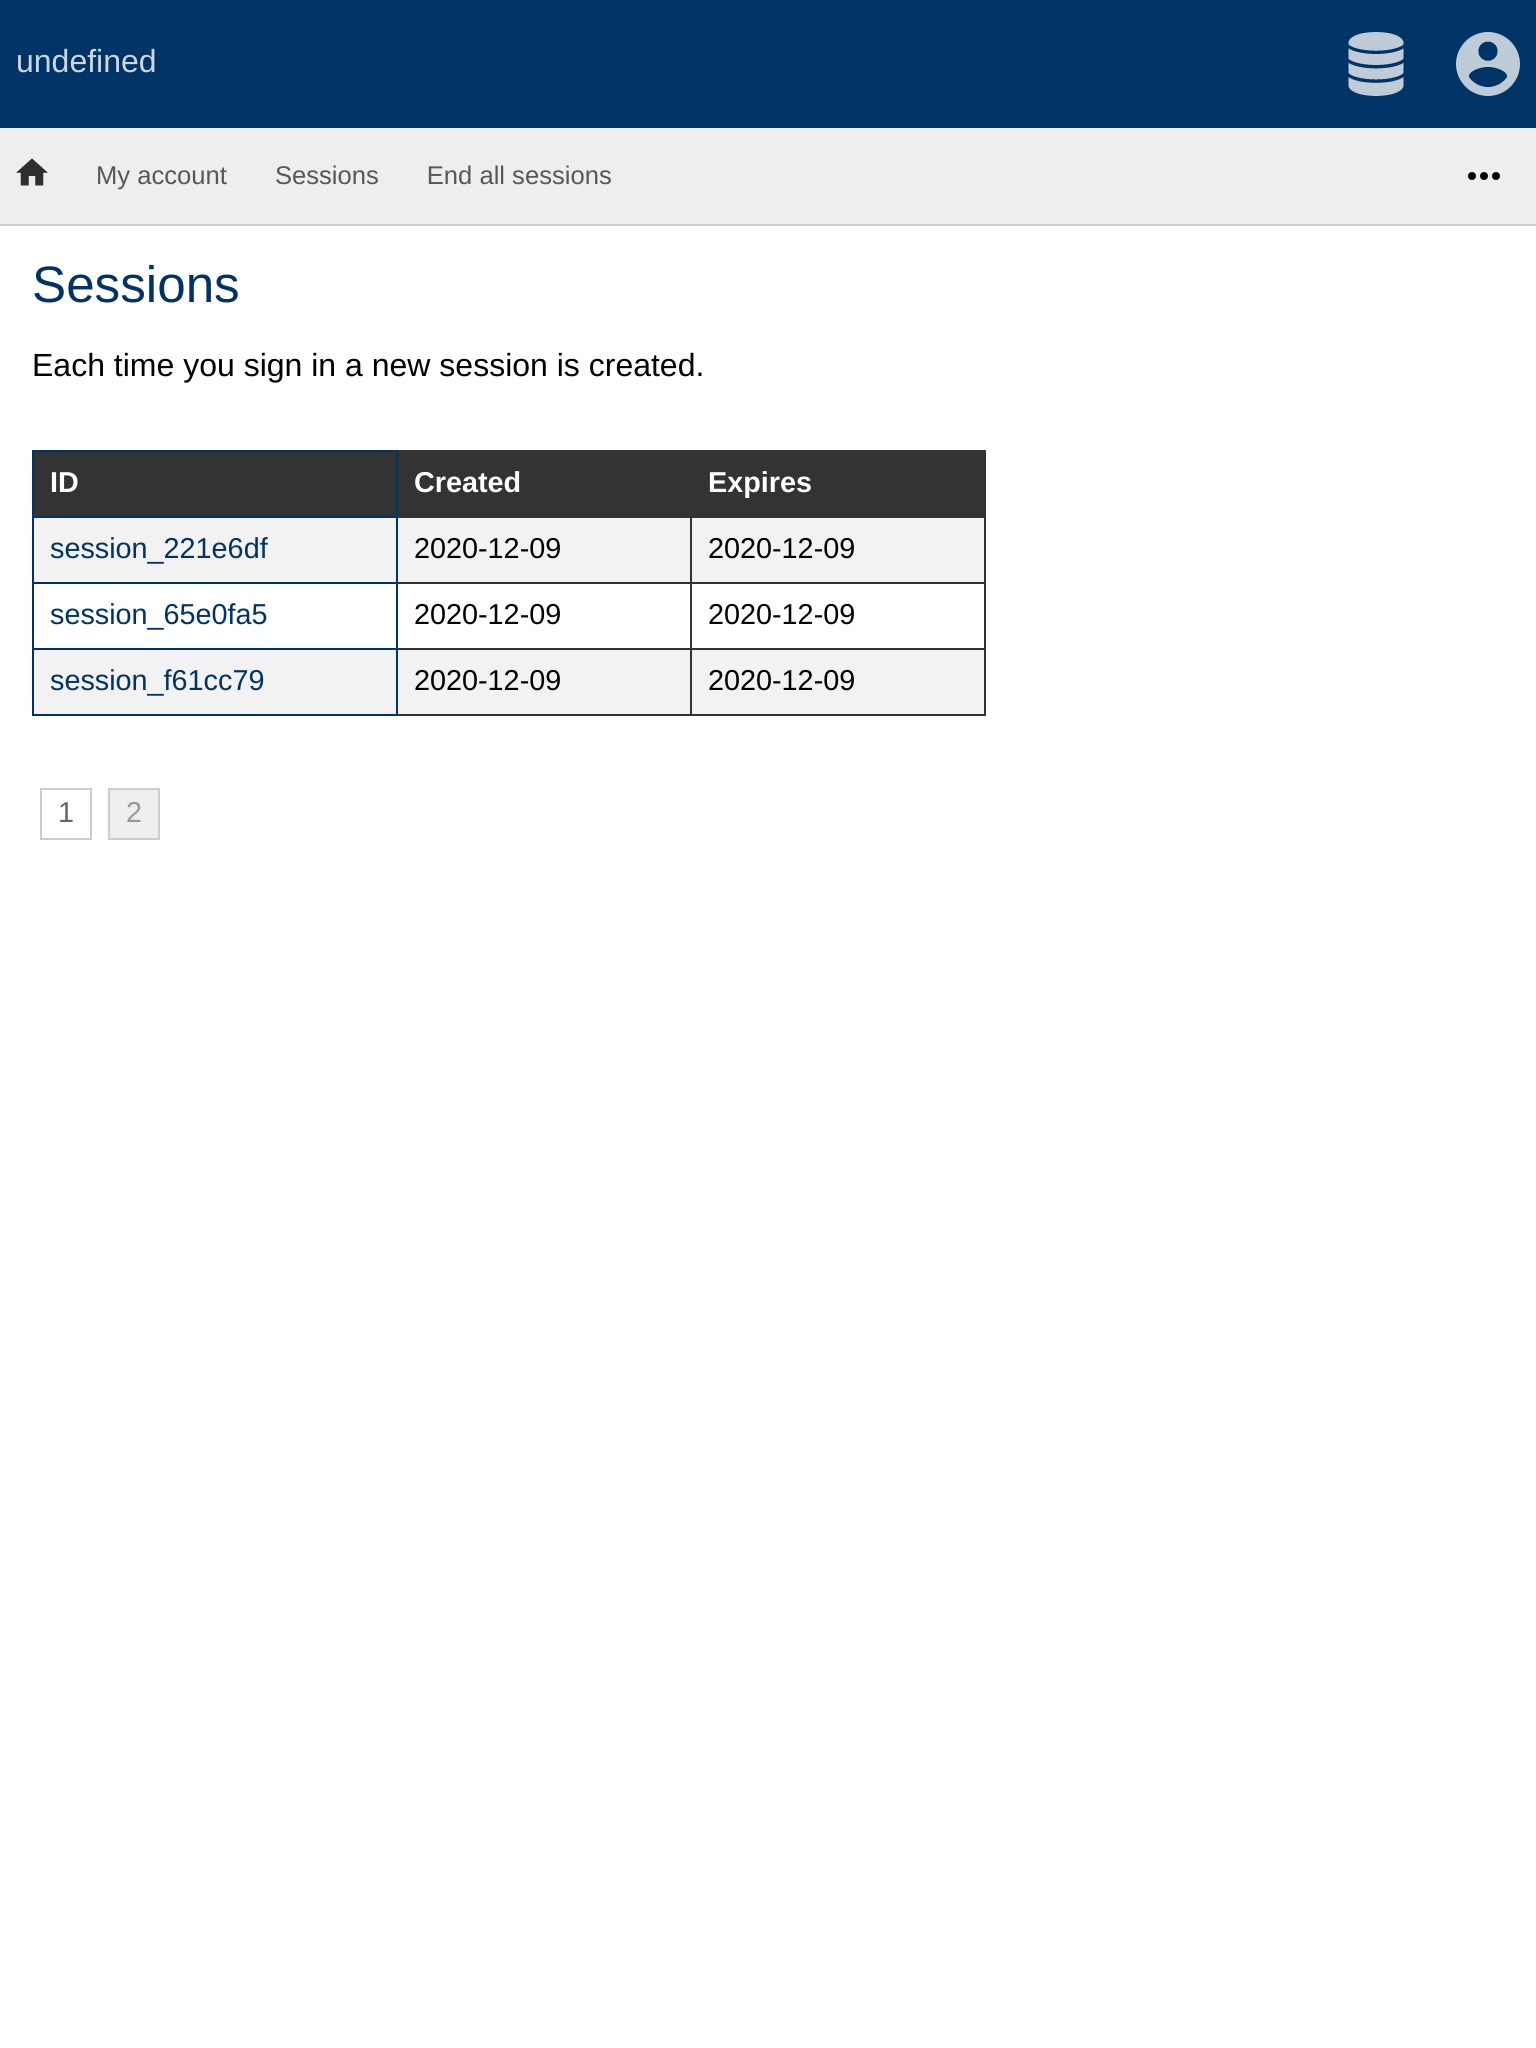 undefined
My account Sessions End all sessions
Sessions
Each time you sign in a new session is created.
ID Created Expires
session_221e6df 2020-12-09 2020-12-09
session_65e0fa5 2020-12-09 2020-12-09
session_f61cc79 2020-12-09 2020-12-09
1 2